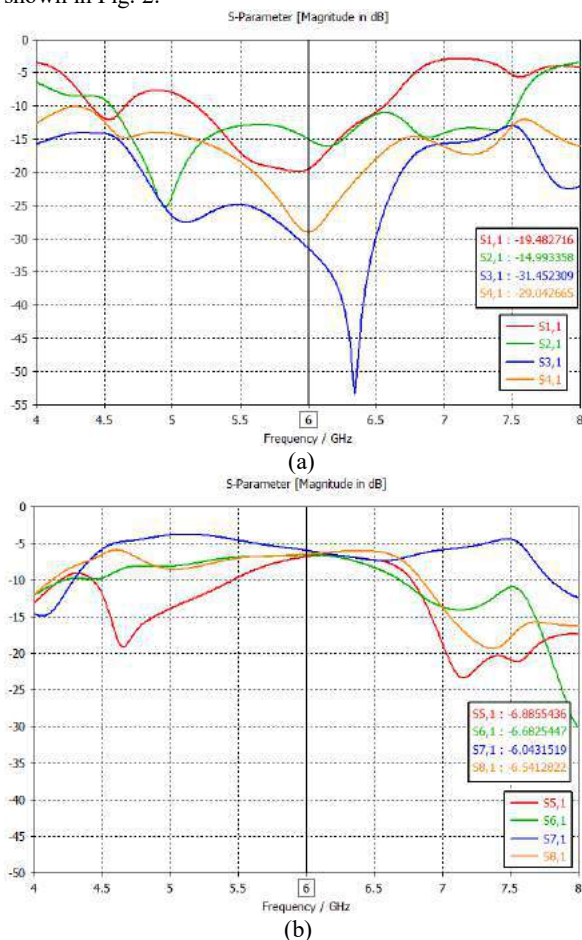 shown in Fig. 2.
S-Parameter [Magnitude in dB]
0
-5
-10
-15
-20
-25
-30
-35
-40
-45
-50
-55
S1,1 : -19.482716
S2,1 : -14.993358
S3,1 : -31.452309
S4,1 : -29.042665
S1,1
S2,1
S3,1
S4,1
4 4.5 5 5.5 6 6.5 7 7.5 8
Frequency / GHz
(a)
S-Parameter [Magnitude in dB]
0
-5
-10
-15
-20
-25
-30
-35
-40
-45
-50
S5,1 : -6.8855436
S6,1 : -6.6825447
S7,1 : -6.0431519
S8,1 : -6.5412822
S5,1
S6,1
S7,1
S8,1
4 4.5 5 5.5 6 6.5 7 7.5 8
Frequency / GHz
(b)